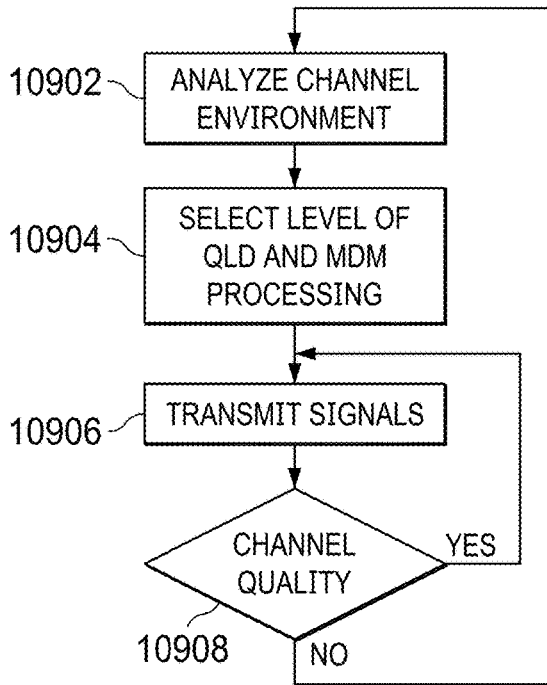 10902
ANALYZE CHANNEL
ENVIRONMENT
10904
SELECT LEVEL OF
QLD AND MDM
PROCESSING
10906
TRANSMIT SIGNALS
CHANNEL
QUALITY
YES
10908
NO